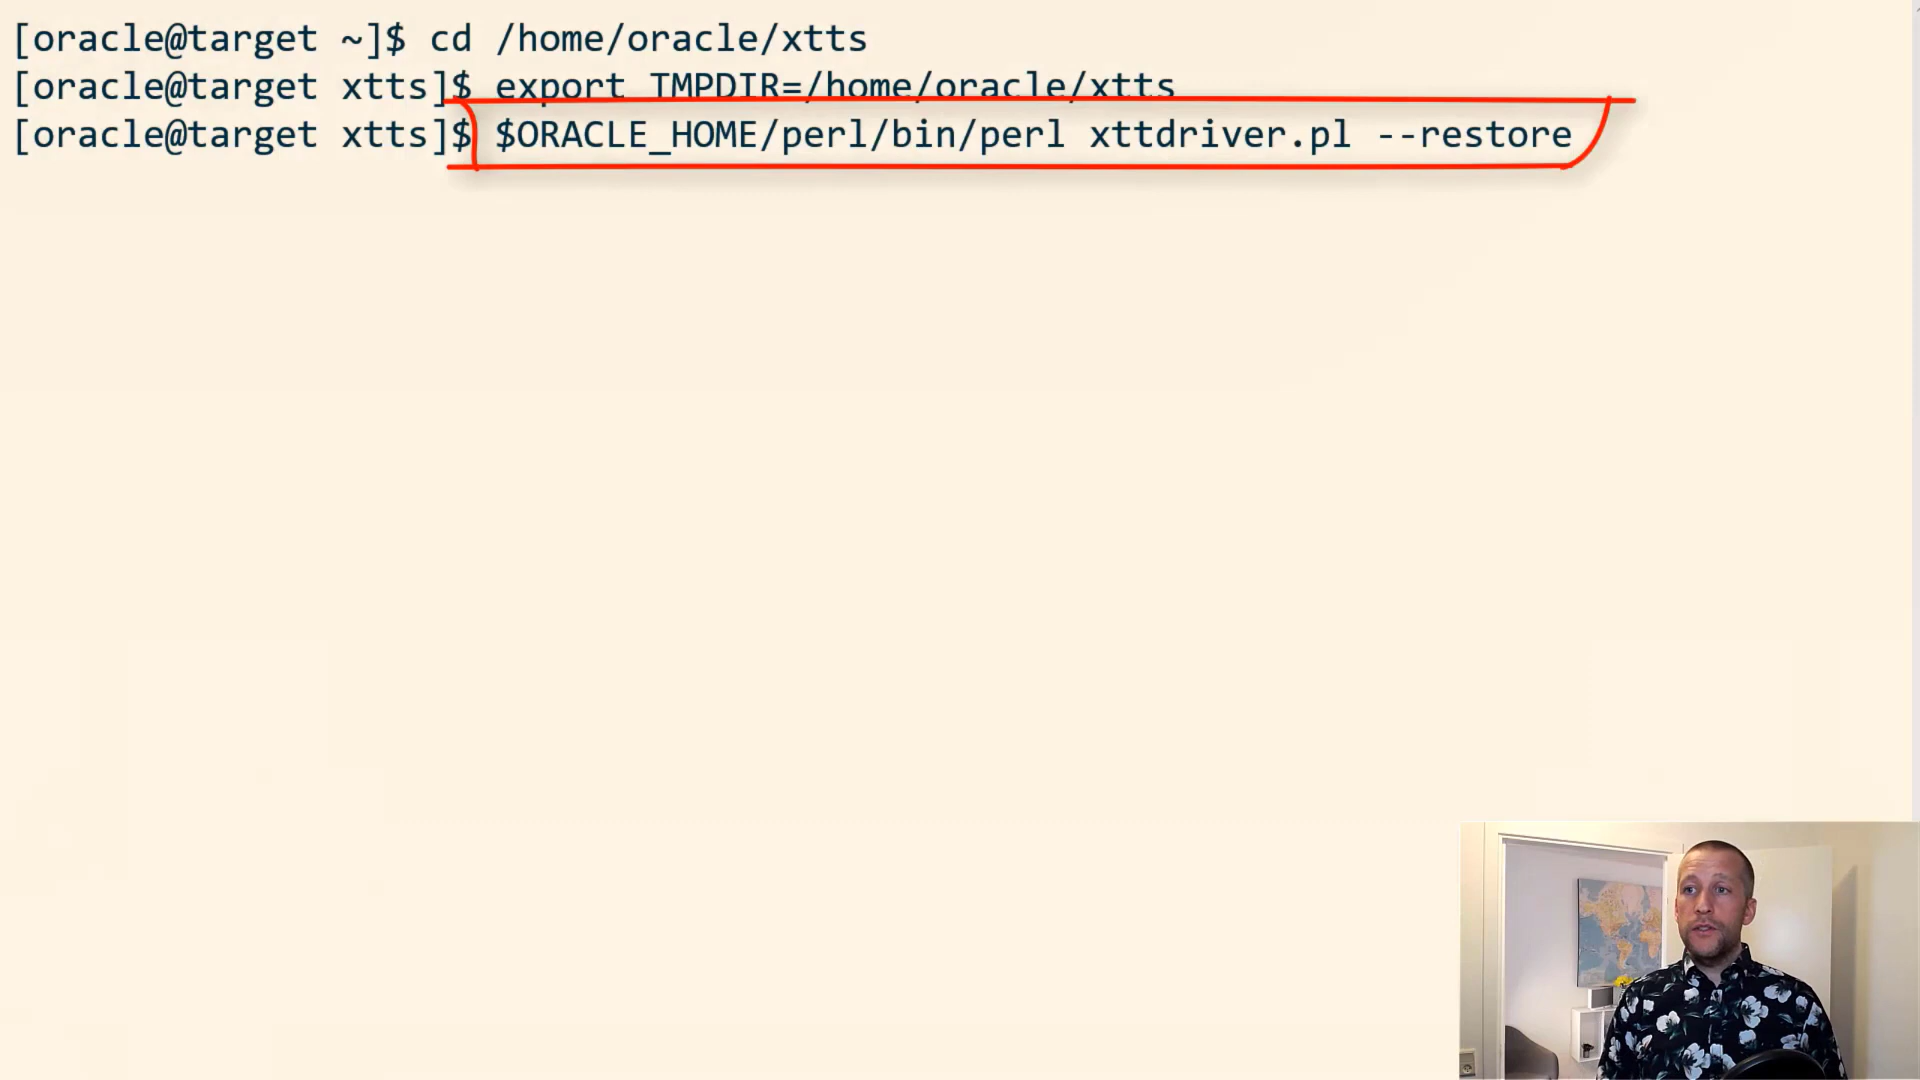 [oracle@target ~]$ cd /home/oracle/xtts
[oracle@target xtts]$ export TMPDIR=/home/oracle/xtts
[oracle@target xtts]$ $ORACLE_HOME/perl/bin/perl xttdriver.pl --restore